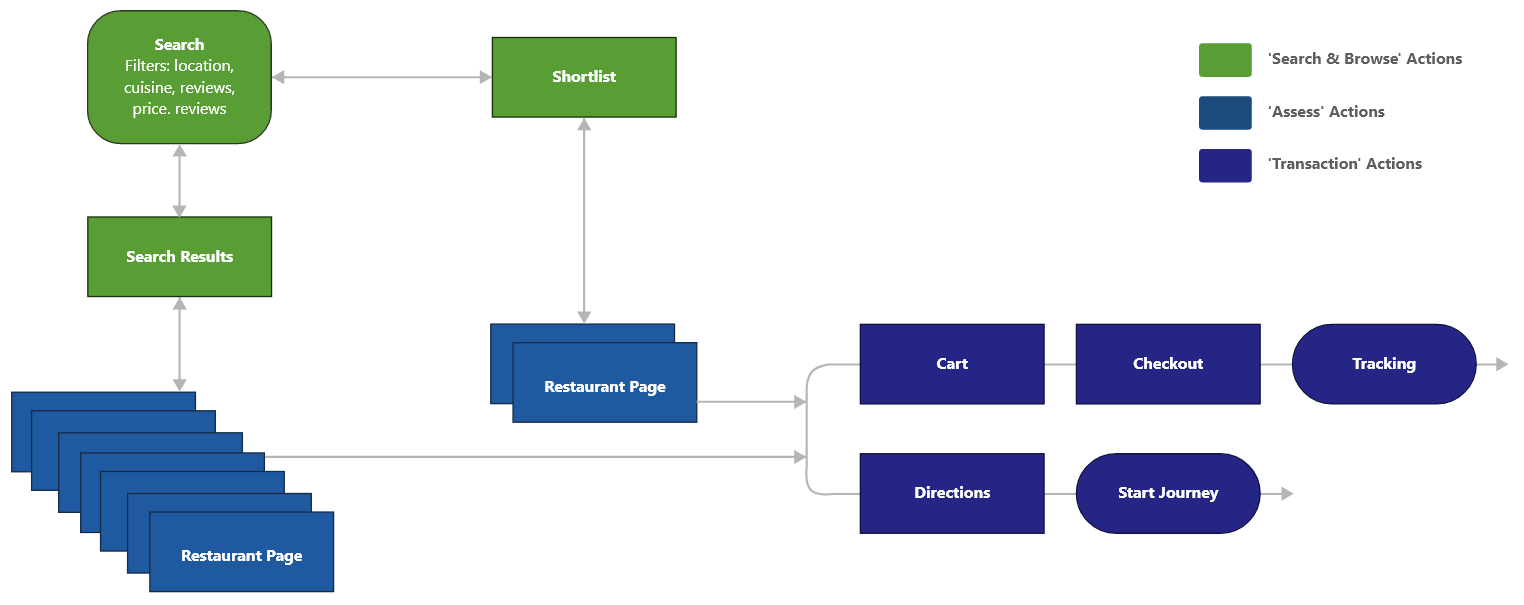 Search
Filters: location,
cuisine, reviews,
price. reviews
Shortlist
'Search & Browse' Actions
'Assess' Actions
'Transaction' Actions
Search Results
Restaurant Page
Cart
Checkout
Tracking
Directions
Start Journey
Restaurant Page